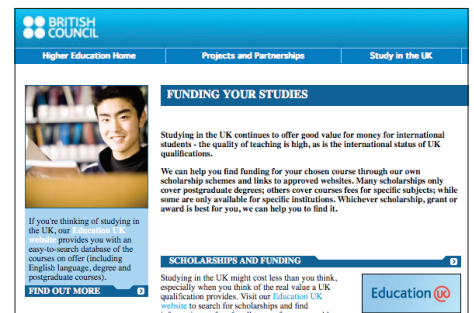 BRITISH
COUNCIL
Higher Education Home
Projects and Partnerships
Study in the UK
FUNDING YOUR STUDIES
Studying in the UK continues to offer good value for money for international
students - the quality of teaching is high, as is the international status of UK
qualifications.
We can help you find funding for your chosen course through our own
scholarship schemes and links to approved websites. Many scholarships only
cover postgraduate degrees; others cover courses fees for specific subjects; while
some are only available for specific institutions. Whichever scholarship, grant or
award is best for you, we can help you to find it.
If you're thinking of studying in
the UK, our Education UK
website provides you with an
easy-to-search database of the
courses on offer (including
English language, degree and
postgraduate courses).
FIND OUT MORE
SCHOLARSHIPS AND FUNDING
Studying in the UK might cost less than you think,
especially when you think of the real value a UK
qualification provides. Visit our Education UK
website to search for scholarships and find
Education UK